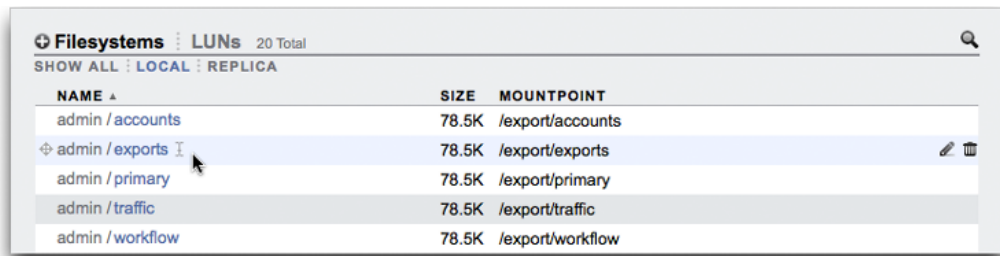 Filesystems LUNs 20 Total
SHOW ALL LOCAL REPLICA
NAME SIZE MOUNTPOINT
admin / accounts 78.5K /export/accounts
admin / exports 78.5K /export/exports
admin / primary 78.5K /export/primary
admin / traffic 78.5K /export/traffic
admin / workflow 78.5K /export/workflow